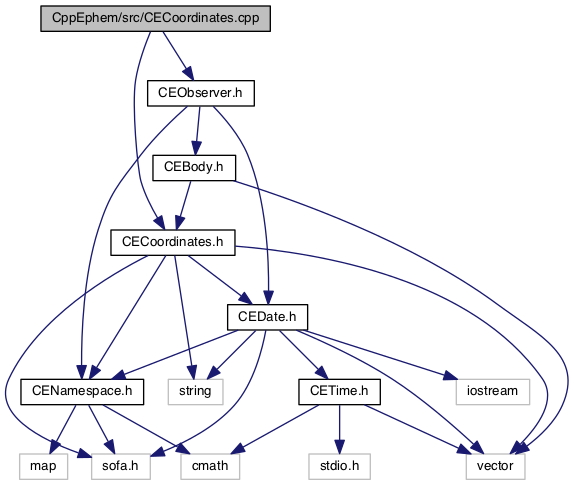 CppEphem/src/CECoordinates.cpp
CEObserver.h
CEBody.h
CECoordinates.h
CEDate.h
CENamespace.h
string
CETime.h
iostream
map
sofa.h
cmath
stdio.h
vector